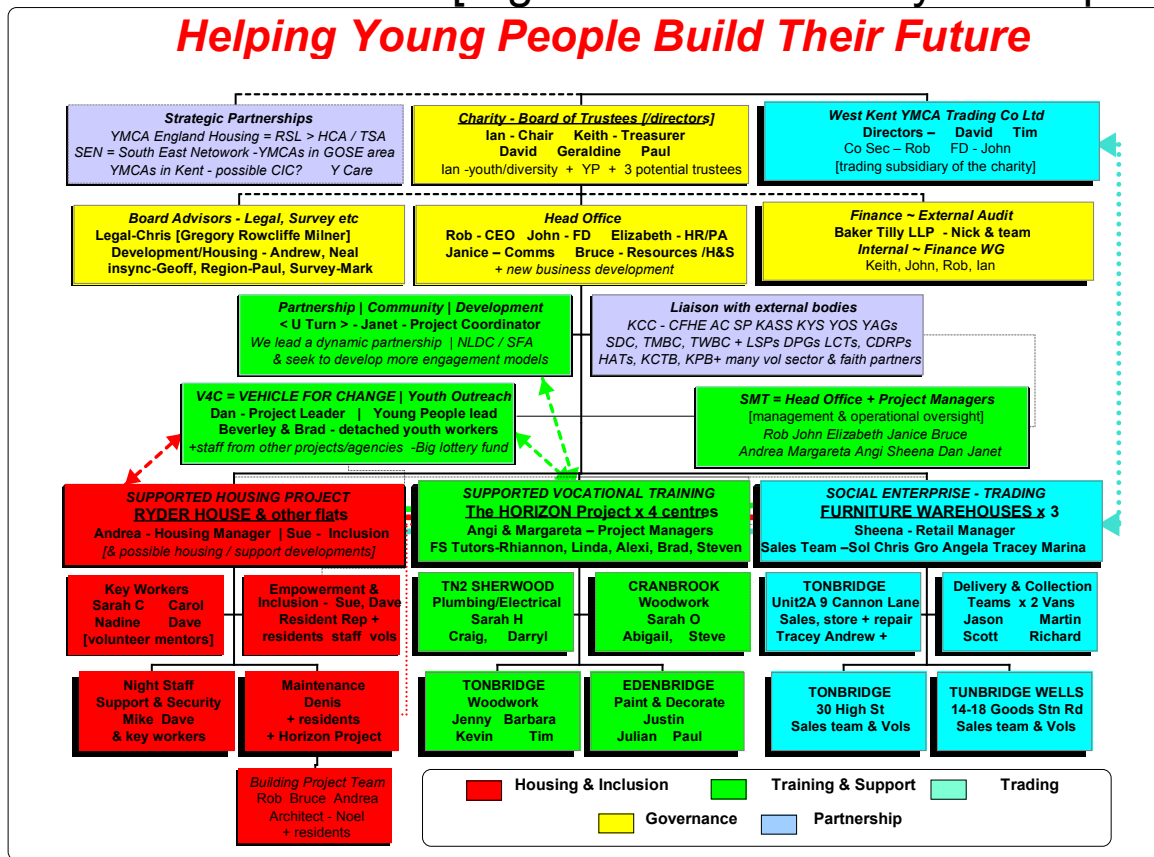 Helping Young People Build Their Future
Strategic Partnerships
YMCA England Housing = RSL > HCA / TSA
SEN = South East Netowork -YMCAs in GOSE area
YMCAs in Kent - possible CIC? Y Care
Charity - Board of Trustees [/directors]
Ian - Chair Keith - Treasurer
David Geraldine Paul
Ian -youth/diversity + YP + 3 potential trustees
West Kent YMCA Trading Co Ltd
Directors – David Tim
Co Sec – Rob FD - John
[trading subsidary of the charity]
Board Advisors - Legal, Survey etc
Legal-Chris [Gregory Rowcliffe Milner]
Development/Housing - Andrew, Neal
insync-Geoff, Region-Paul, Survey-Mark
Head Office
Rob - CEO John - FD Elizabeth - HR/PA
Janice – Comms Bruce - Resources /H&S
+ new business development
Finance ~ External Audit
Baker Tilly LLP - Nick & team
Internal ~ Finance WG
Keith, John, Rob, Ian
Partnership | Community | Development
< U Turn > - Janet - Project Coordinator
We lead a dynamic partnership | NLDC / SFA
& seek to develop more engagement models
Liaison with external bodies
KCC - CFHE AC SP KASS KYS YOS YAGs
SDC, TMBC, TWBC + LSPs DPGs LCTs, CDRPs
HATs, KCTB, KPB+ many vol sector & faith partners
V4C = VEHICLE FOR CHANGE | Youth Outreach
Dan - Project Leader | Young People lead
Beverley & Brad - detached youth workers
+staff from other projects/agencies -Big lottery fund
SMT = Head Office + Project Managers
[management & operational oversight]
Rob John Elizabeth Janice Bruce
Andrea Margareta Angi Sheena Dan Janet
SUPPORTED HOUSING PROJECT
RYDER HOUSE & other flats
Andrea - Housing Manager | Sue - Inclusion
[& possible housing / support developments]
SUPPORTED VOCATIONAL TRAINING
The HORIZON Project x 4 centres
Angi & Margareta – Project Managers
FS Tutors-Rhiannon, Linda, Alexi, Brad, Steven
SOCIAL ENTERPRISE - TRADING
FURNITURE WAREHOUSES x 3
Sheena - Retail Manager
Sales Team –Sol Chris Gro Angela Tracey Marina
Key Workers
Sarah C Carol
Nadine Dave
[volunteer mentors]
Empowerment &
Inclusion - Sue, Dave
Resident Rep +
residents staff vols
TN2 SHERWOOD
Plumbing/Electrical
Sarah H
Craig, Darryl
CRANBROOK
Woodwork
Sarah O
Abigail, Steve
TONBRIDGE
Unit2A 9 Cannon Lane
Sales, store + repair
Tracey Andrew +
Delivery & Collection
Teams x 2 Vans
Jason Martin
Scott Richard
Night Staff
Support & Security
Mike Dave
& key workers
Maintenance
Denis
+ residents
+ Horizon Project
TONBRIDGE
Woodwork
Jenny Barbara
Kevin Tim
EDENBRIDGE
Paint & Decorate
Justin
Julian Paul
TONBRIDGE
30 High St
Sales team & Vols
TUNBRIDGE WELLS
14-18 Goods Stn Rd
Sales team & Vols
Building Project Team
Rob Bruce Andrea
Architect - Noel
+ residents
Housing & Inclusion
Training & Support
Trading
Governance
Partnership